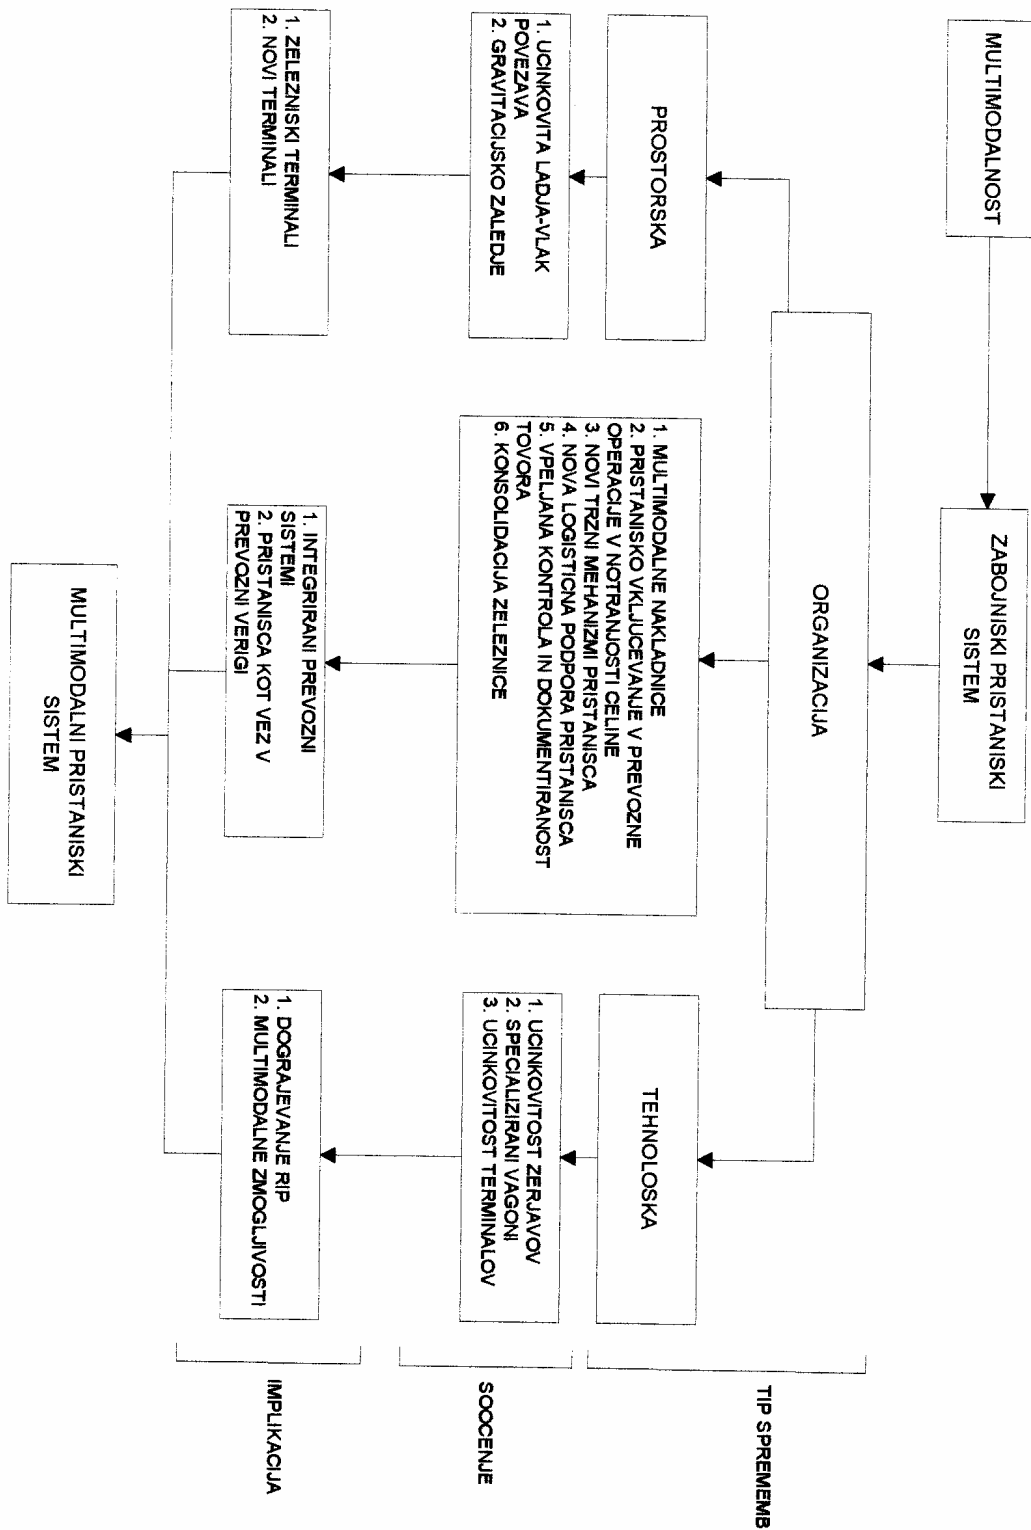 MULTIMODALNOST
ZABOJNISKI PRISTANISKI
SISTEM
ORGANIZACIJA
PROSTORSKA
TEHNOLOSKA
TIP SPREMEMB
1. UCINKOVITA LADJA-VLAK
POVEZAVA
2. GRAVITACIJSKO ZALEDJE
1. MULTIMODALNE NAKLADNICE
2. PRISTANISKO VKLJUCEVANJE V PREVOZNE
OPERACIJE V NOTRANJOSTI CELINE
3. NOVI TRZNI MEHANIZMI PRISTANISCA
4. NOVA LOGISTICNA PODPORA PRISTANISCA
5. VPELJANA KONTROLA IN DOKUMENTIRANOST
TOVORA
6. KONSOLIDACIJA ZELEZNICE
1. UCINKOVITOST ZERJAVOV
2. SPECIALIZIRANI VAGONI
3. UCINKOVITOST TERMINALOV
SOOCENJE
1. ZELEZNISKI TERMINALI
2. NOVI TERMINALI
1. INTEGRIRANI PREVOZNI
SISTEMI
2. PRISTANISCA KOT VEZ V
PREVOZNI VERIGI
1. DOGRAJEVANJE RIP
2. MULTIMODALNE ZMOGLJIVOSTI
IMPLIKACIJA
MULTIMODALNI PRISTANISKI
SISTEM